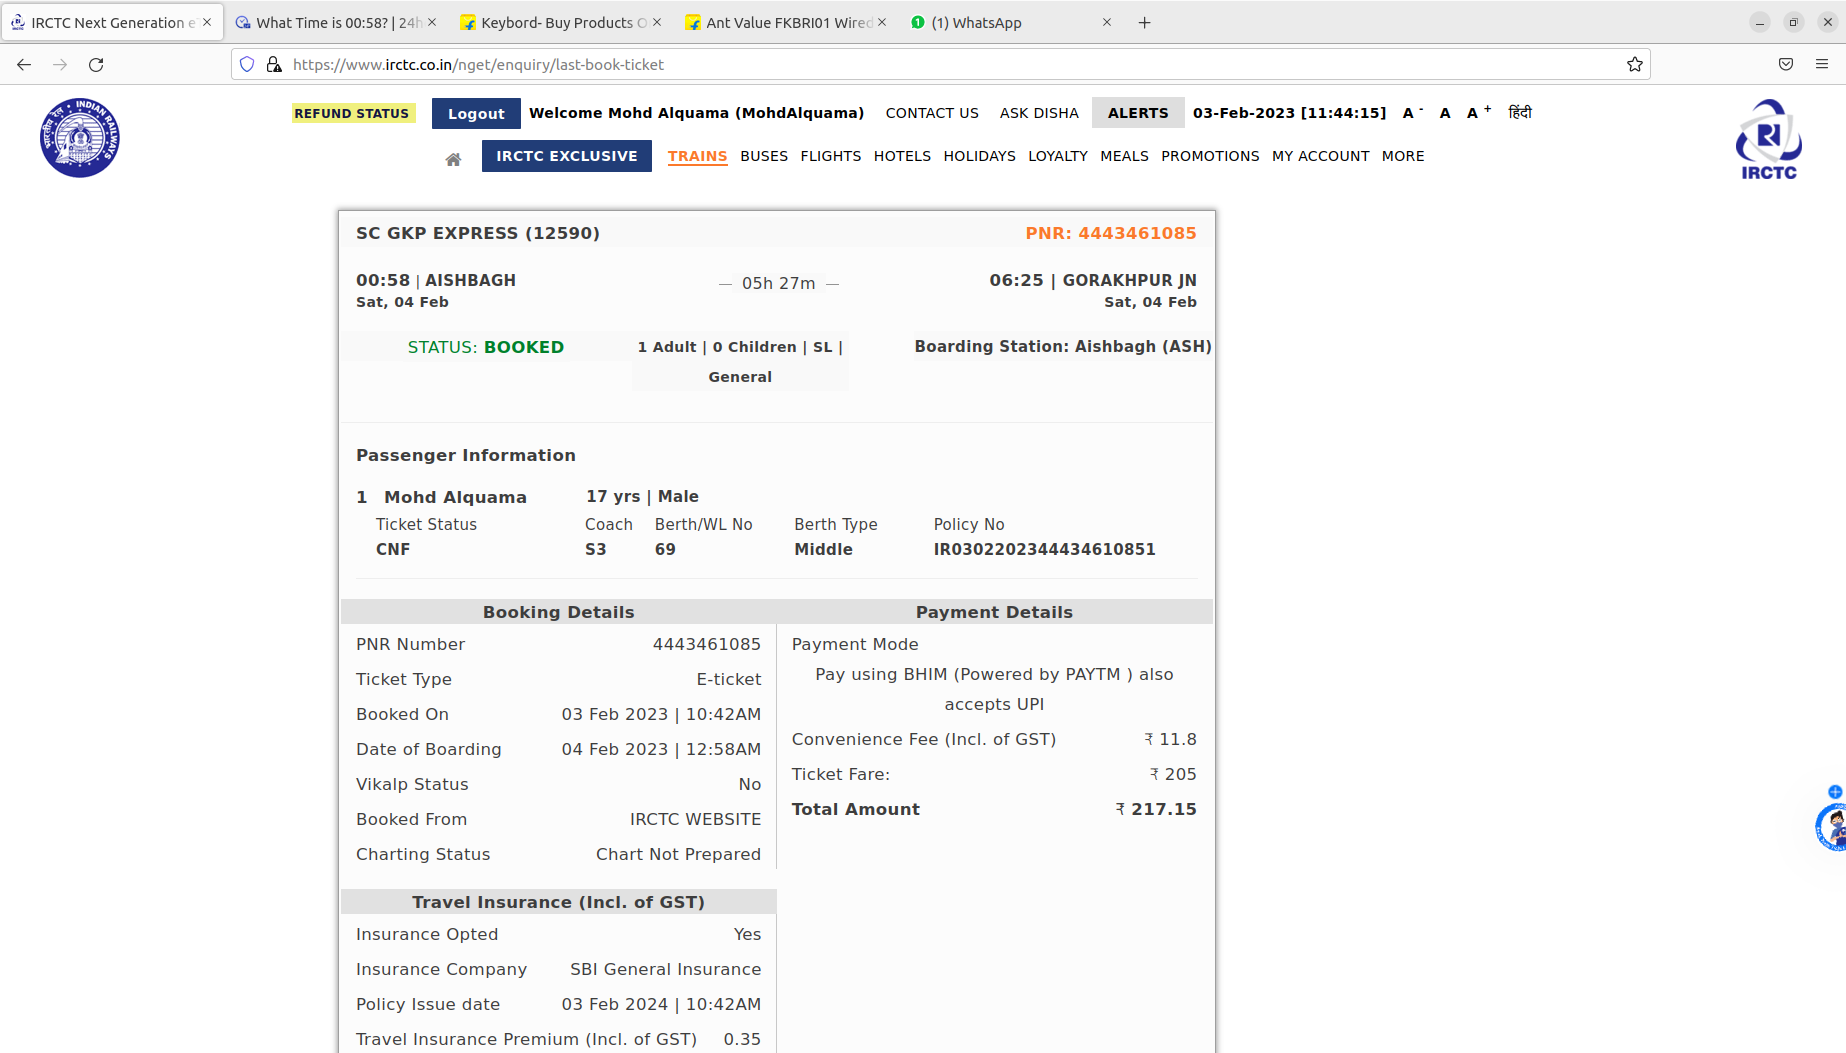 IRCTC Next Generation e
What Time is 00:58? | 24h
Keybord- Buy Products O
Ant Value FKBRI01 Wired
(1) WhatsApp
https://www.irctc.co.in/nget/enquiry/last-book-ticket
REFUND STATUS
Logout
Welcome Mohd Alquama (MohdAlquama)
CONTACT US
ASK DISHA
ALERTS
03-Feb-2023 [11:44:15]
A -
A
A +
हिंदी
IRCTC EXCLUSIVE
TRAINS
BUSES
FLIGHTS
HOTELS
HOLIDAYS
LOYALTY
MEALS
PROMOTIONS
MY ACCOUNT
MORE
INDIAN RAILWAYS
भारतीय रेल
IRCTC
SC GKP EXPRESS (12590)
PNR: 4443461085
00:58 | AISHBAGH
— 05h 27m —
06:25 | GORAKHPUR JN
Sat, 04 Feb
Sat, 04 Feb
STATUS: BOOKED
1 Adult | 0 Children | SL |
General
Boarding Station: Aishbagh (ASH)
Passenger Information
1 Mohd Alquama 17 yrs | Male
Ticket Status Coach Berth/WL No Berth Type Policy No
CNF S3 69 Middle IR0302202344434610851
Booking Details
PNR Number 4443461085
Ticket Type E-ticket
Booked On 03 Feb 2023 | 10:42AM
Date of Boarding 04 Feb 2023 | 12:58AM
Vikalp Status No
Booked From IRCTC WEBSITE
Charting Status Chart Not Prepared
Payment Details
Payment Mode
Pay using BHIM (Powered by PAYTM ) also
accepts UPI
Convenience Fee (Incl. of GST) ₹ 11.8
Ticket Fare: ₹ 205
Total Amount ₹ 217.15
Travel Insurance (Incl. of GST)
Insurance Opted Yes
Insurance Company SBI General Insurance
Policy Issue date 03 Feb 2024 | 10:42AM
Travel Insurance Premium (Incl. of GST) 0.35